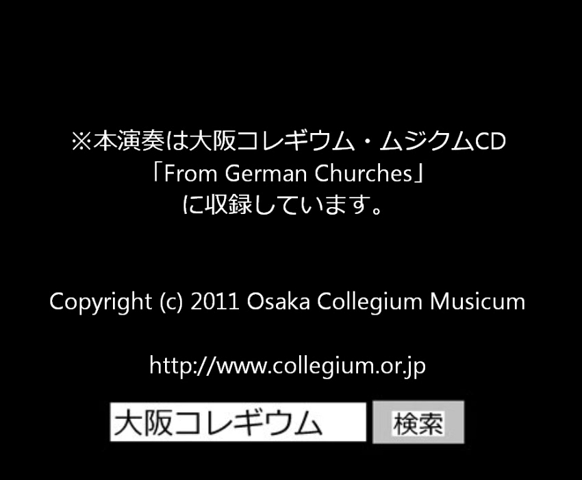 ※本演奏は大阪コレギウム・ムジクムCD
「From German Churches」
に収録しています。
Copyright (c) 2011 Osaka Collegium Musicum
http://www.collegium.or.jp
大阪コレギウム 検索